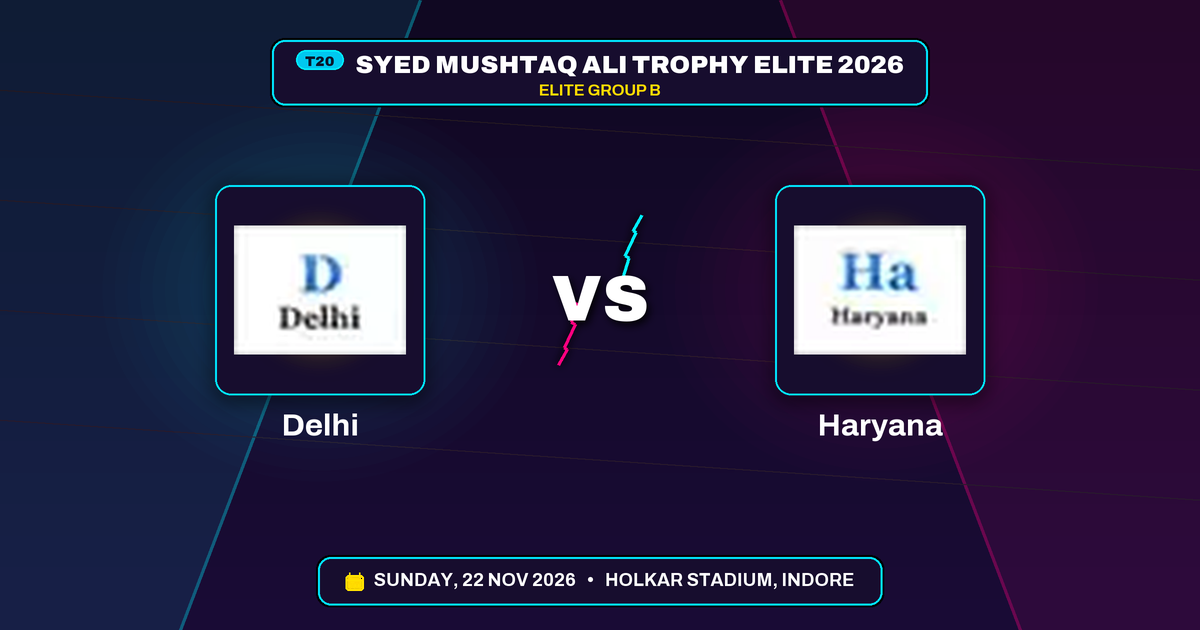 T20 SYED MUSHTAQ ALI TROPHY ELITE 2026
ELITE GROUP B
D
Delhi
Ha
Haryana
VS
Delhi
Haryana
SUNDAY, 22 NOV 2026 • HOLKAR STADIUM, INDORE